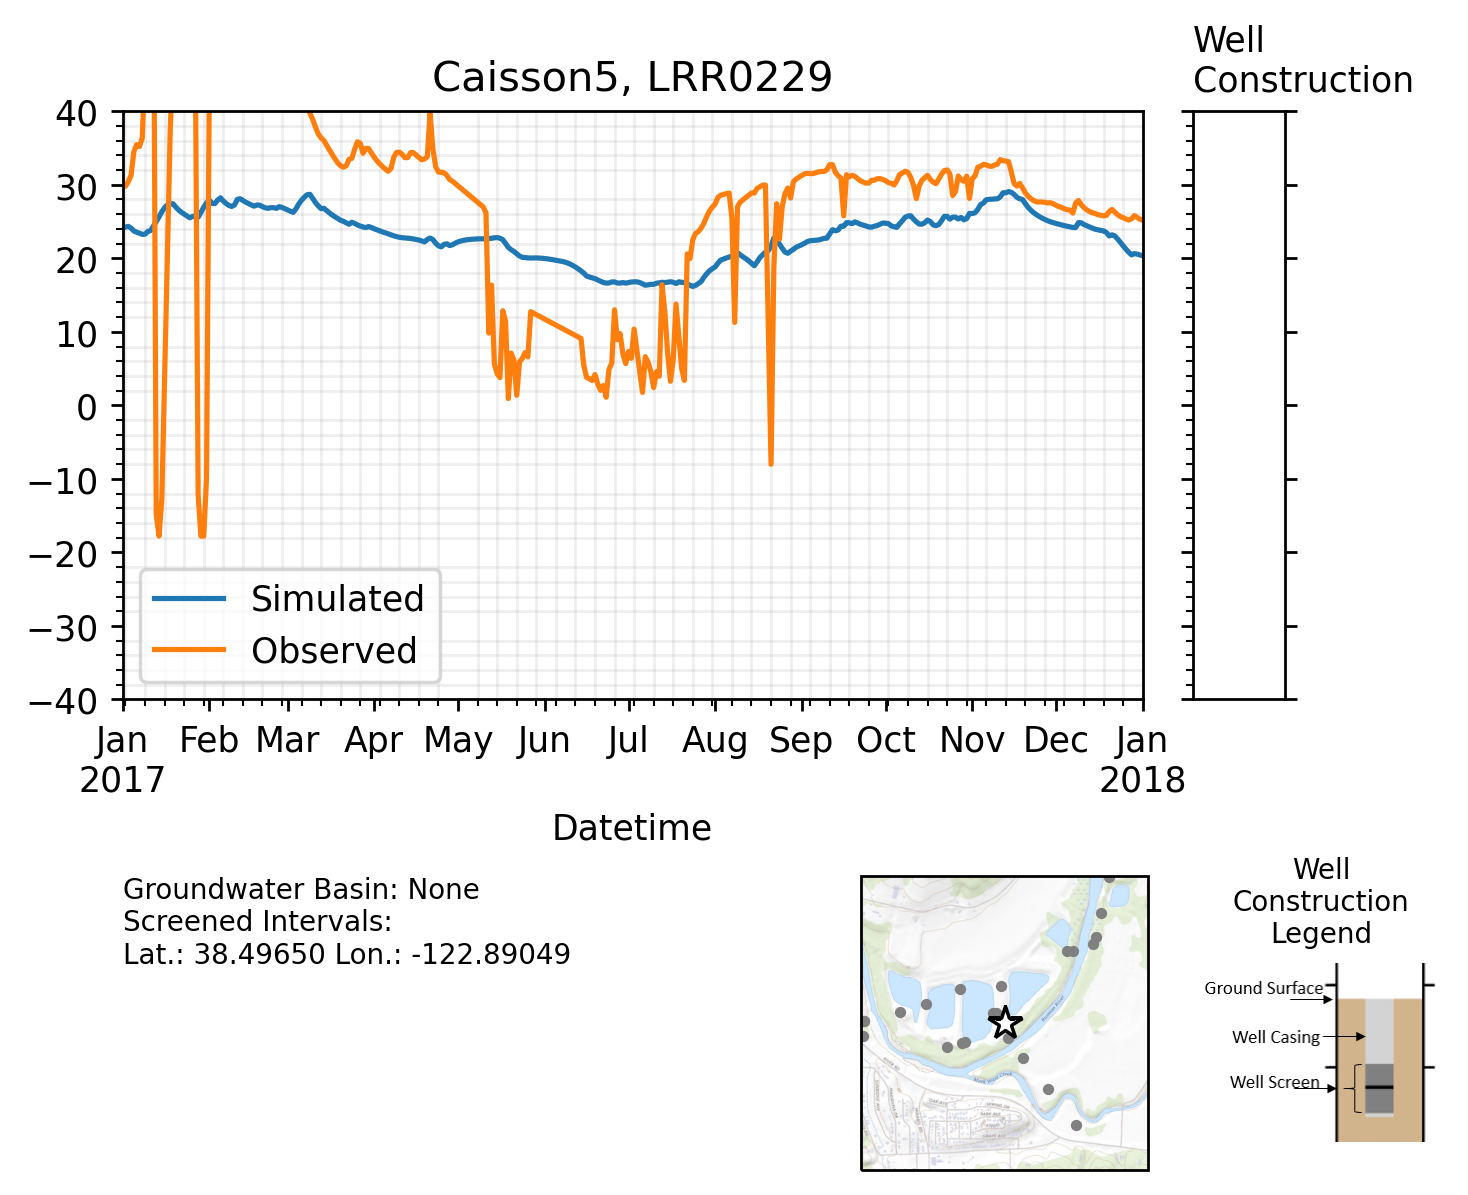 Caisson5, LRR0229
Well
Construction
40
30
20
10
0
−10
−20
−30
−40
Simulated
Observed
Jan Feb Mar Apr May Jun Jul Aug Sep Oct Nov Dec Jan
2017 2018
Datetime
Groundwater Basin: None
Screened Intervals:
Lat.: 38.49650 Lon.: -122.89049
Well
Construction
Legend
Ground Surface
Well Casing
Well Screen